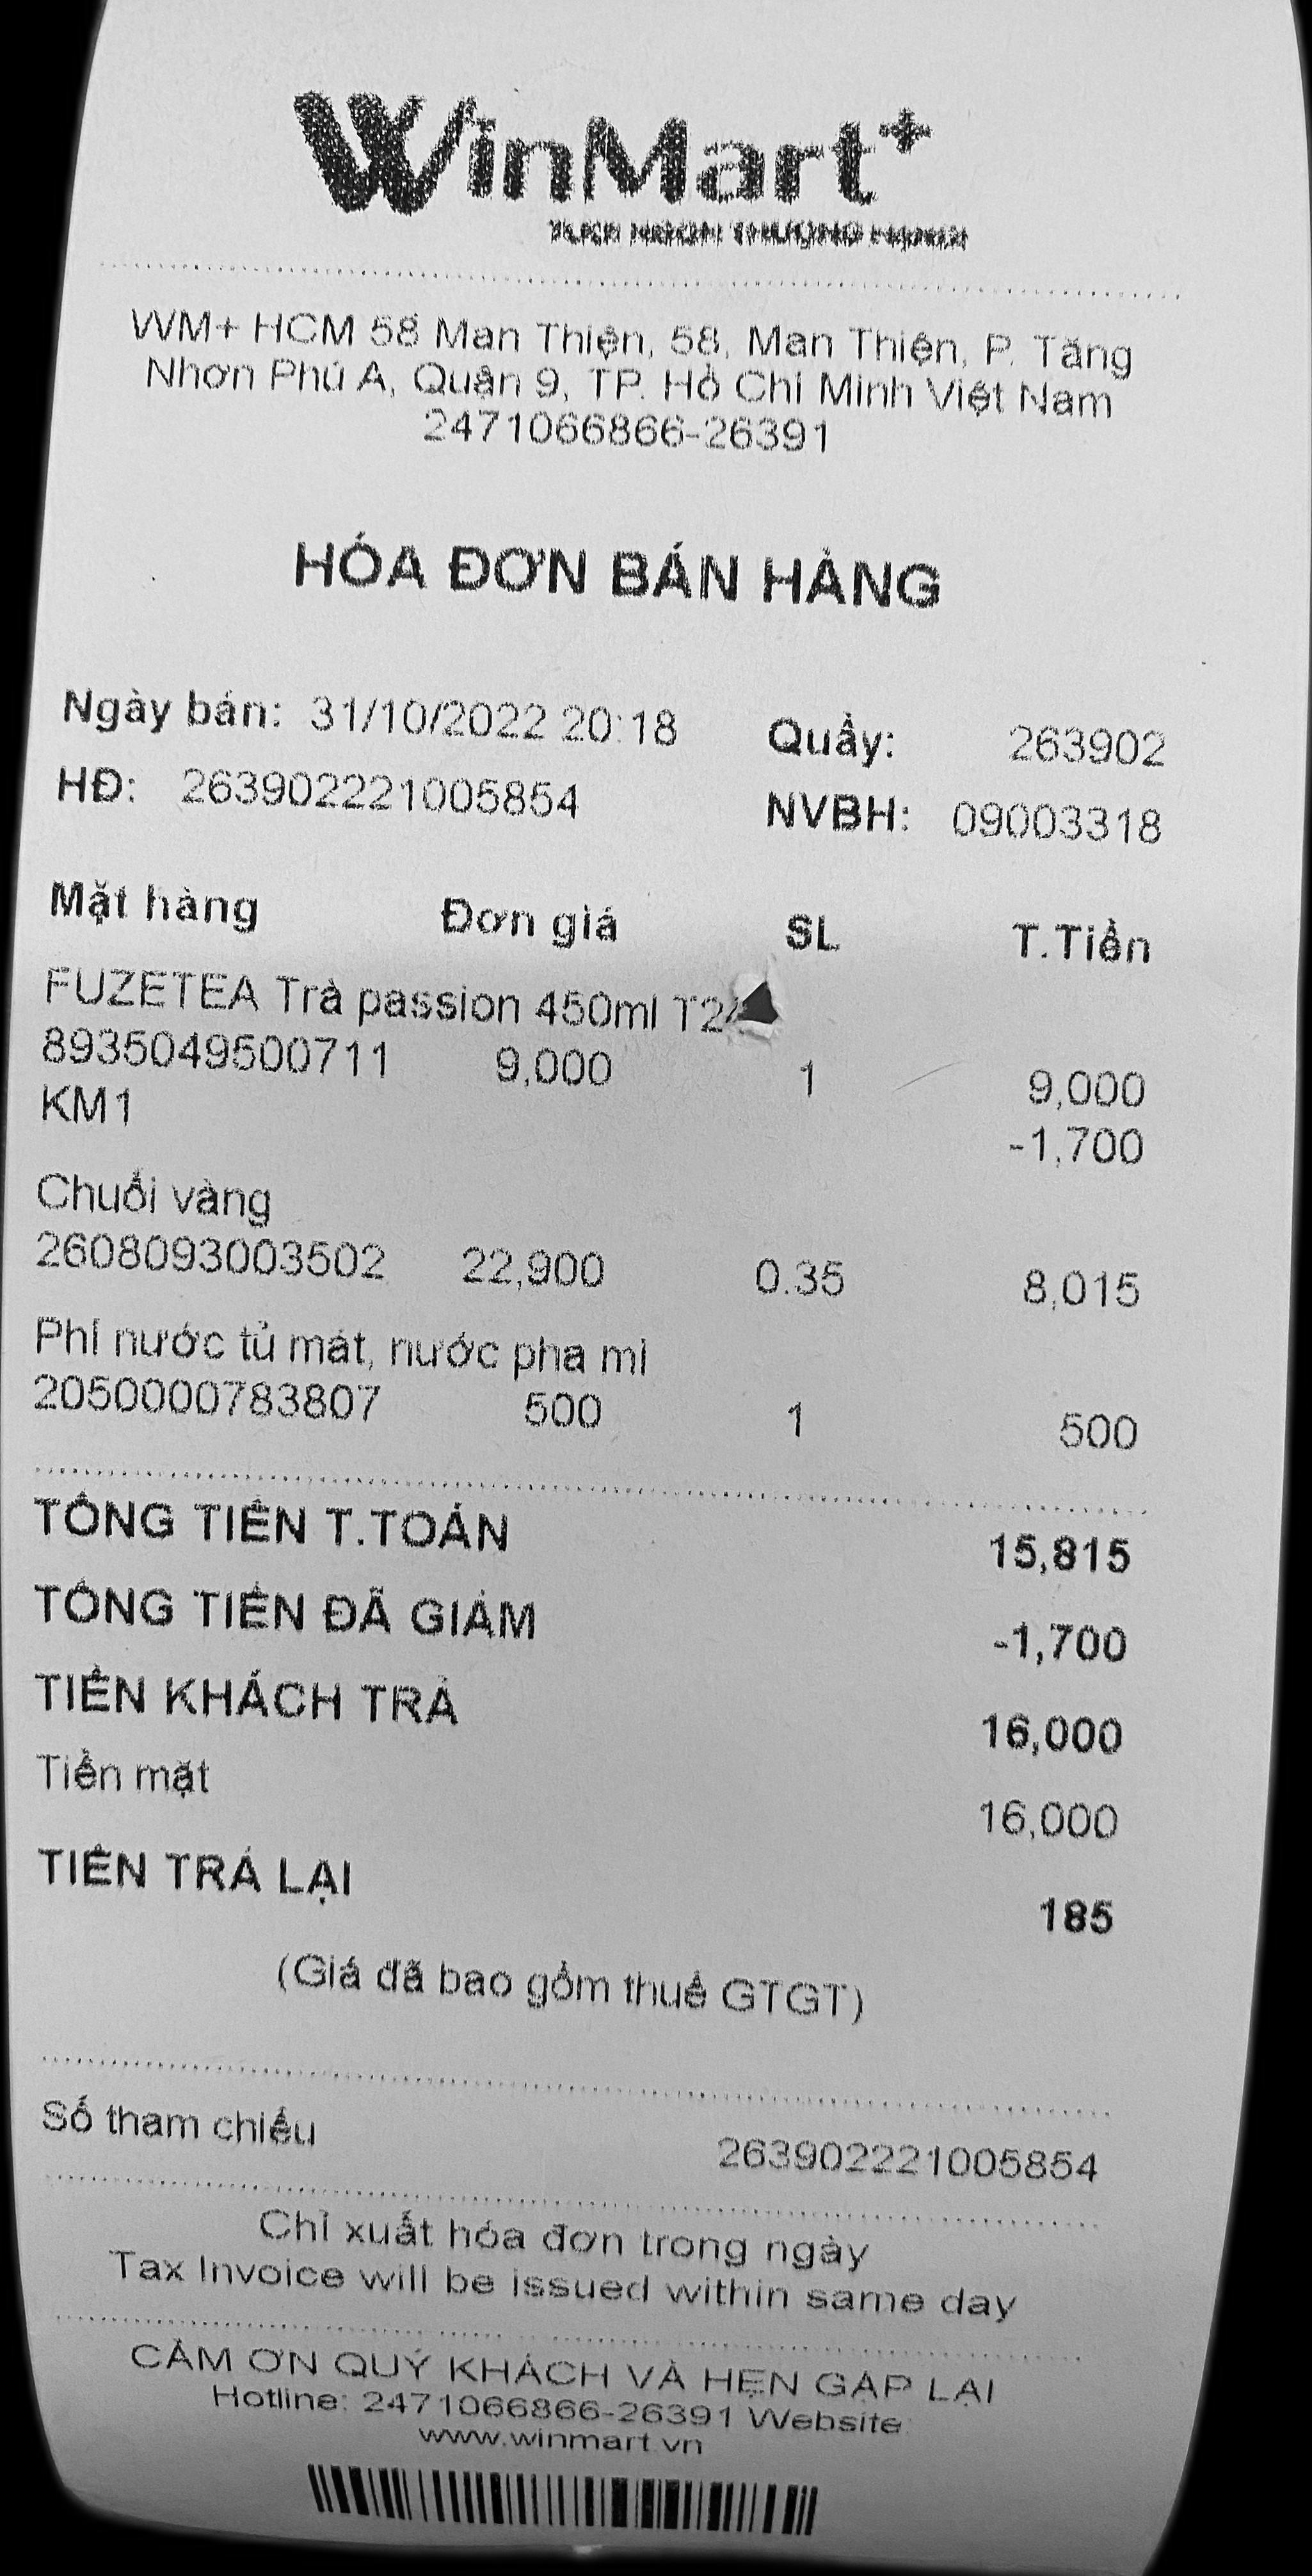 WinMart+
WM+ HCM 58 Man Thiện, 58, Man Thiện, P. Tăng
Nhơn Phú A, Quận 9, TP. Hồ Chí Minh Việt Nam
2471066866-26391
HÓA ĐƠN BÁN HÀNG
Ngày bán: 31/10/2022 20:18 Quầy: 263902
HĐ: 263902221005854 NVBH: 09003318
Mặt hàng Đơn giá SL T.Tiền
FUZETEA Trà passion 450ml
8935049500711 9,000 1 9,000
KM1 -1,700
Chuối vàng
2608093003502 22,900 0.35 8,015
Phí nước tủ mát, nước pha mì
2050000783807 500 1 500
TỔNG TIỀN T.TOÁN 15,815
TỔNG TIỀN ĐÃ GIẢM -1,700
TIỀN KHÁCH TRẢ 16,000
Tiền mặt 16,000
TIỀN TRẢ LẠI 185
(Giá đã bao gồm thuế GTGT)
Số tham chiếu 263902221005854
Chỉ xuất hóa đơn trong ngày
Tax Invoice will be issued within same day
CẢM ƠN QUÝ KHÁCH VÀ HẸN GẶP LẠI
Hotline: 2471066866-26391 Website:
www.winmart.vn